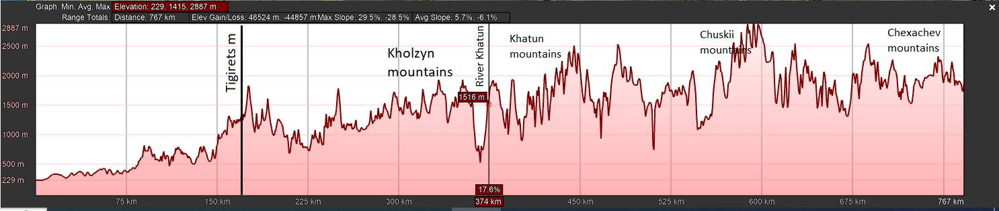 Graph: Min, Avg, Max Elevation: 229, 1415, 2887 m
Range Totals: Distance: 767 km Elev Gain/Loss: 46524 m, -44857 m Max Slope: 29.5%, -28.5% Avg Slope: 5.7%, -6.1%
2887 m
2500 m
2000 m
1500 m
1000 m
500 m
229 m
Tigirets m
Kholzyn
mountains
River Khatun
1516 m
Khatun
mountains
Chuskii
mountains
Chexachev
mountains
17.6%
75 km 150 km 225 km 300 km 374 km 450 km 525 km 600 km 675 km 767 km